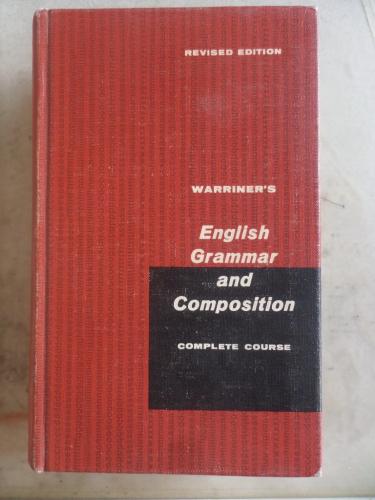 REVISED EDITION
WARRINER'S
English
Grammar
and
Composition
COMPLETE COURSE